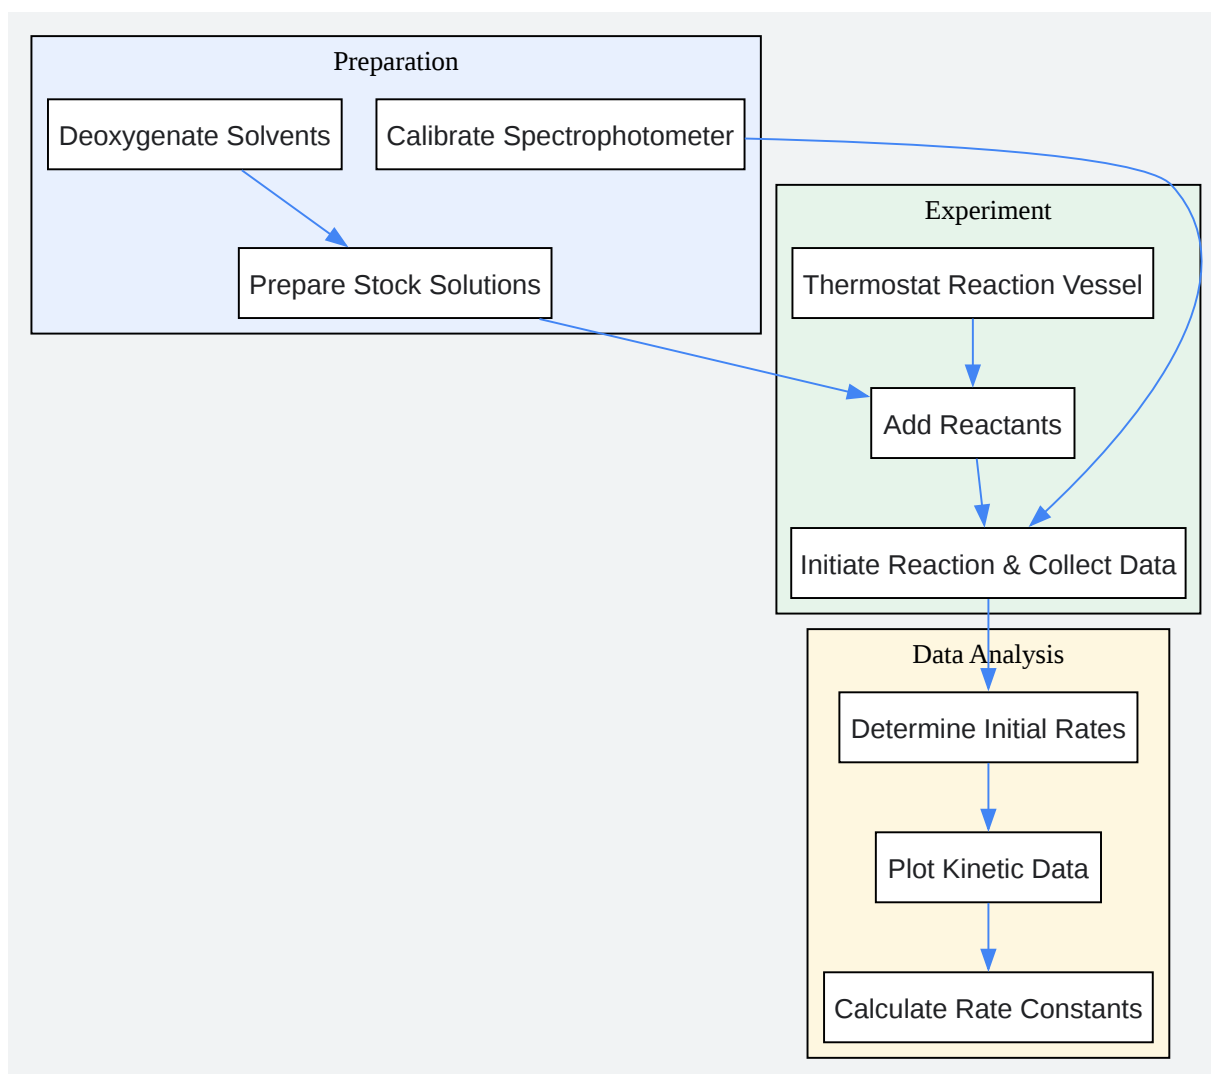 Preparation
Deoxygenate Solvents
Calibrate Spectrophotometer
Prepare Stock Solutions
Experiment
Thermostat Reaction Vessel
Add Reactants
Initiate Reaction & Collect Data
Data Analysis
Determine Initial Rates
Plot Kinetic Data
Calculate Rate Constants